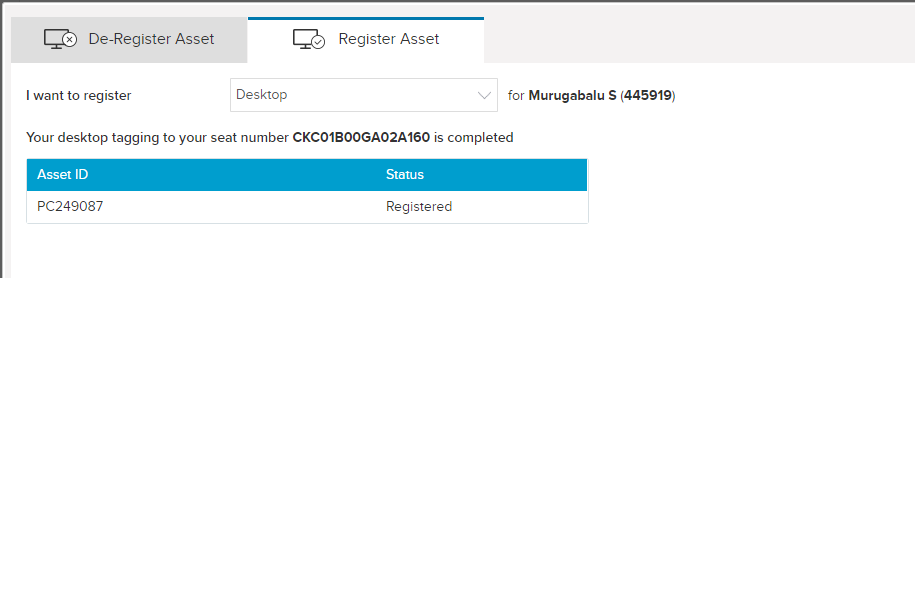 De-Register Asset
Register Asset
I want to register
Desktop
for Murugabalu S (445919)
Your desktop tagging to your seat number CKC01B00GA02A160 is completed
Asset ID Status
PC249087 Registered